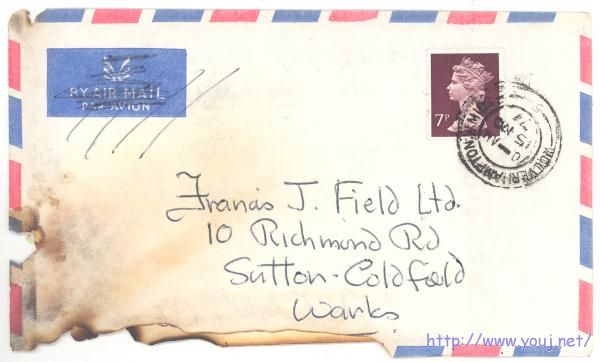 BY AIR MAIL
PAR AVION
7P
WOLVERHAMPTON
Francis J. Field Ltd.
10 Richmond Rd
Sutton-Coldfield
Warks
http://www.youj.net/